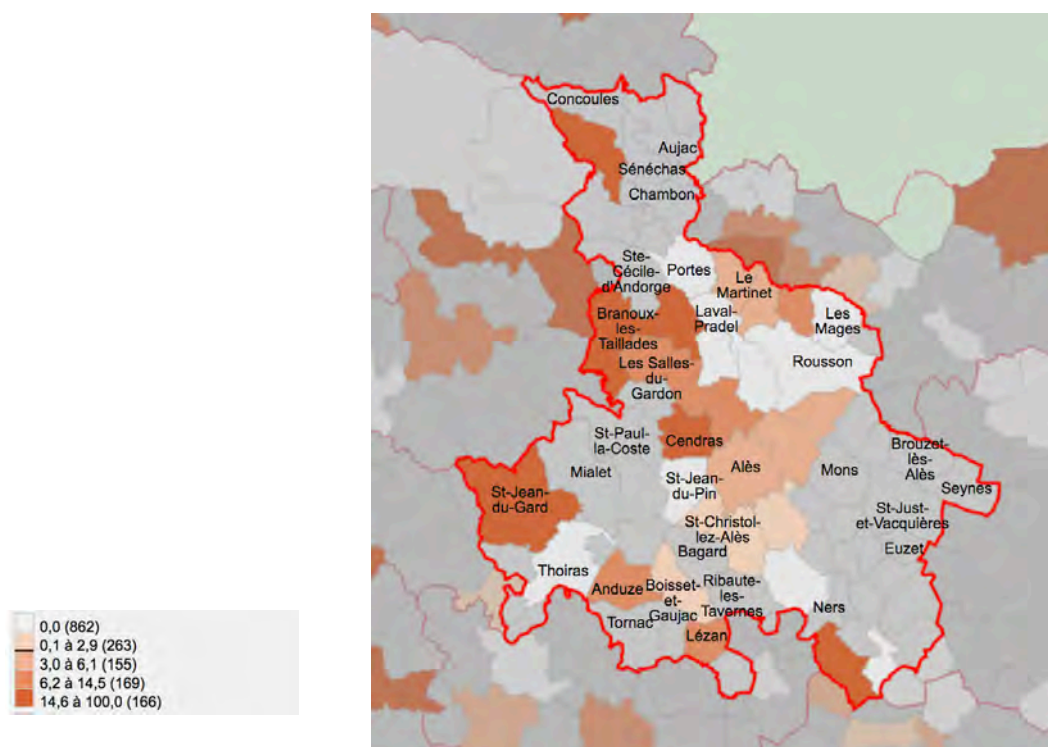 Concoules
Aujac
Sénéchas
Chambon
Ste-
Cécile-
d'Andorge
Portes
Le
Martinet
Branoux-
les-
Taillades
Laval-
Pradel
Les
Mages
Les Salles-
du-
Gardon
Rousson
St-Paul-
la-Coste
Cendras
Brouzet-
lès-
Alès
Mialet
St-Jean-
du-Pin
Alès
Mons
Seynes
St-Jean-
du-Gard
St-Christol-
lez-Alès
St-Just-
et-Vacquières
Bagard
Euzet
Thoiras
Anduze
Boisset-
et-
Gaujac
Ribaute-
les-
Tavernes
Ners
Tornac
Lézan
0,0 (862)
0,1 à 2,9 (263)
3,0 à 6,1 (155)
6,2 à 14,5 (169)
14,6 à 100,0 (166)